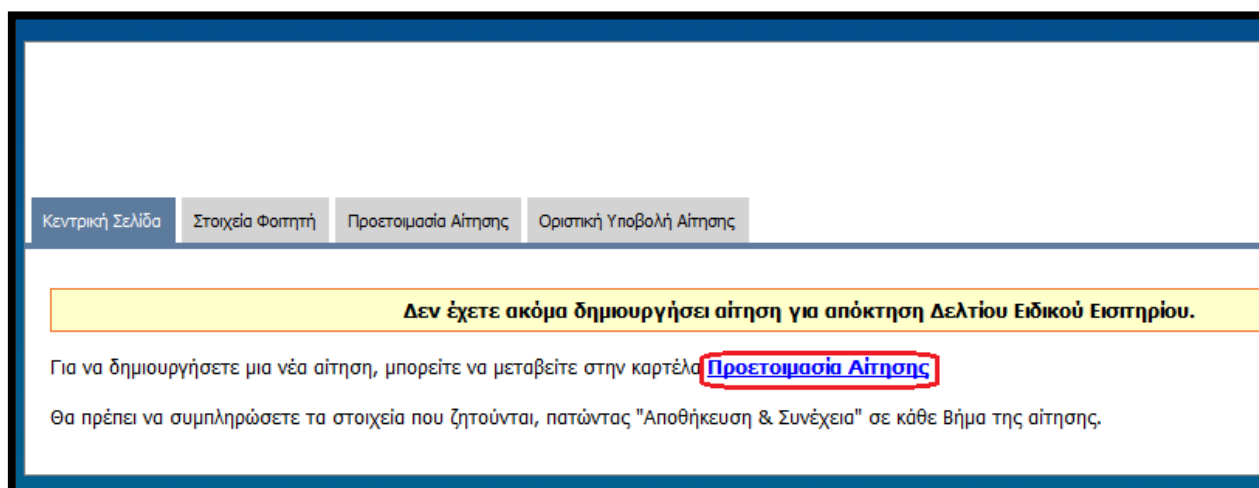 Κεντρική Σελίδα Στοιχεία Φοιτητή Προετοιμασία Αίτησης Οριστική Υποβολή Αίτησης
Δεν έχετε ακόμα δημιουργήσει αίτηση για απόκτηση Δελτίου Ειδικού Εισιτηρίου.
Για να δημιουργήσετε μια νέα αίτηση, μπορείτε να μεταβείτε στην καρτέλα Προετοιμασία Αίτησης
Θα πρέπει να συμπληρώσετε τα στοιχεία που ζητούνται, πατώντας "Αποθήκευση & Συνέχεια" σε κάθε Βήμα της αίτησης.